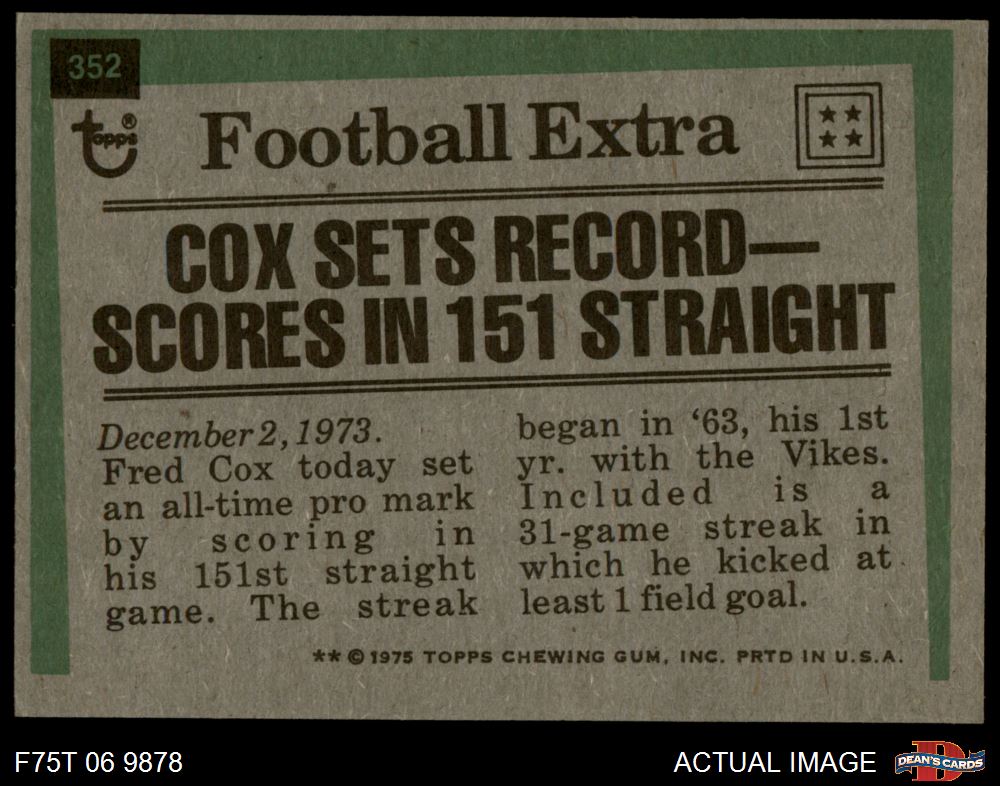 352
topps®
Football Extra
COX SETS RECORD—
SCORES IN 151 STRAIGHT
December 2, 1973.
Fred Cox today set
an all-time pro mark
by scoring in
his 151st straight
game. The streak
began in ‘63, his 1st
yr. with the Vikes.
Included is a
31-game streak in
which he kicked at
least 1 field goal.
** © 1975 TOPPS CHEWING GUM, INC. PRTD IN U.S.A.
F75T 06 9878
ACTUAL IMAGE
D
DEAN'S CARDS